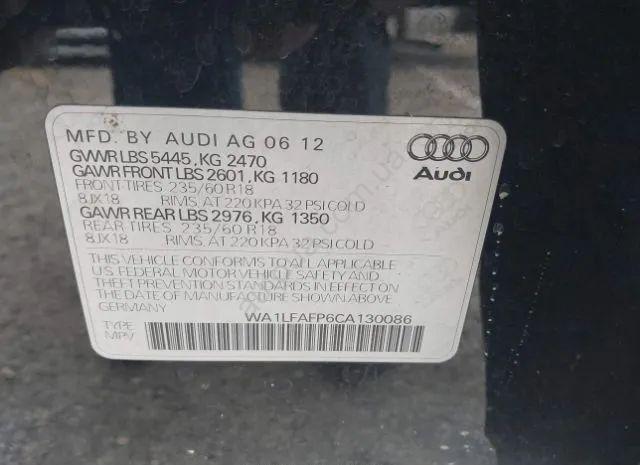 MFD. BY AUDI AG 06 12
GVWR LBS 5445, KG 2470
GAWR FRONT LBS 2601, KG 1180
FRONT-TIRES 235/60 R18
8JX18 RIMS, AT 220 KPA 32 PSI COLD
GAWR REAR LBS 2976, KG 1350
REAR TIRES 235/60 R18
8JX18 RIMS, AT 220 KPA 32 PSI COLD
THIS VEHICLE CONFORMS TO ALL APPLICABLE
U.S. FEDERAL MOTOR VEHICLE SAFETY AND
THEFT PREVENTION STANDARDS IN EFFECT ON
THE DATE OF MANUFACTURE SHOWN ABOVE.
GERMANY
WA1LFAFP6CA130086
TYPE:
MPV
Audi